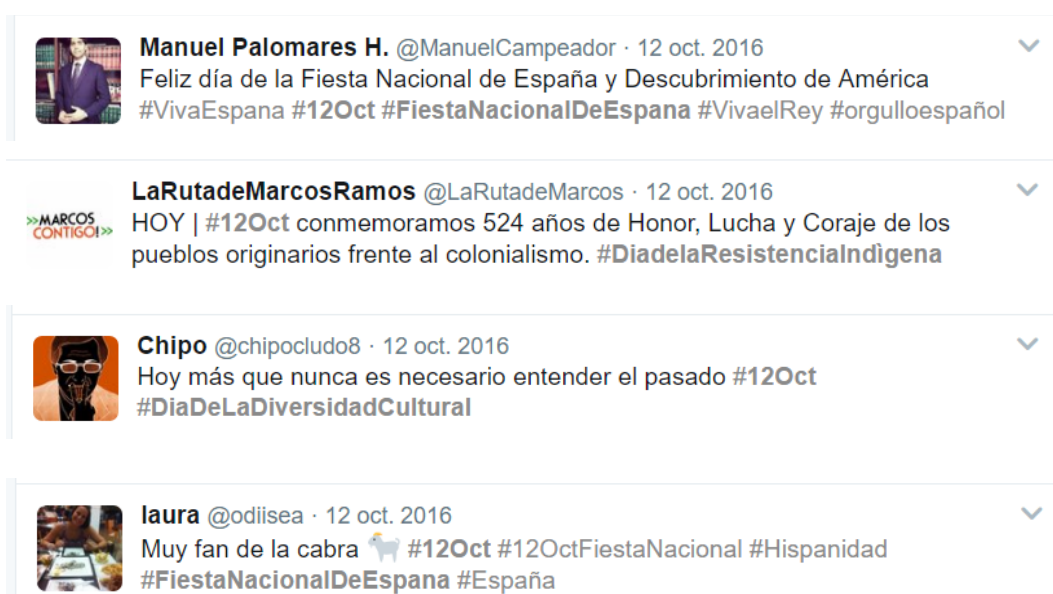 Manuel Palomares H. @ManuelCampeador · 12 oct. 2016
Feliz día de la Fiesta Nacional de España y Descubrimiento de América
#VivaEspana #12Oct #FiestaNacionalDeEspana #VivaelRey #orgulloespañol
LaRutadeMarcosRamos @LaRutadeMarcos · 12 oct. 2016
»MARCOS
CONTIGO!»
HOY | #12Oct conmemoramos 524 años de Honor, Lucha y Coraje de los
pueblos originarios frente al colonialismo. #DiadelaResistenciaIndìgena
Chipo @chipocludo8 · 12 oct. 2016
Hoy más que nunca es necesario entender el pasado #12Oct
#DiaDeLaDiversidadCultural
laura @odiisea · 12 oct. 2016
Muy fan de la cabra 🐐 #12Oct #12OctFiestaNacional #Hispanidad
#FiestaNacionalDeEspana #España